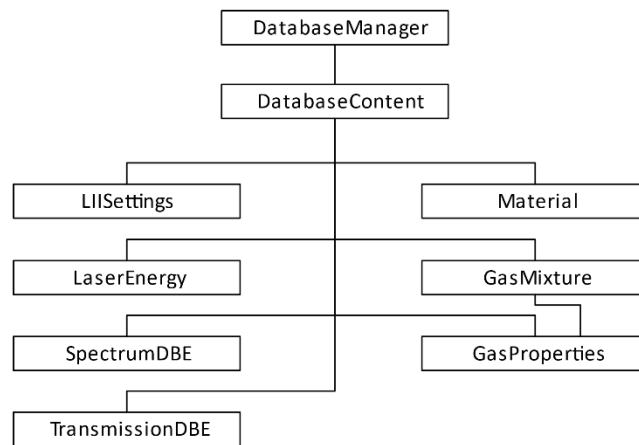 DatabaseManager
DatabaseContent
LIISettings
Material
LaserEnergy
GasMixture
SpectrumDBE
GasProperties
TransmissionDBE